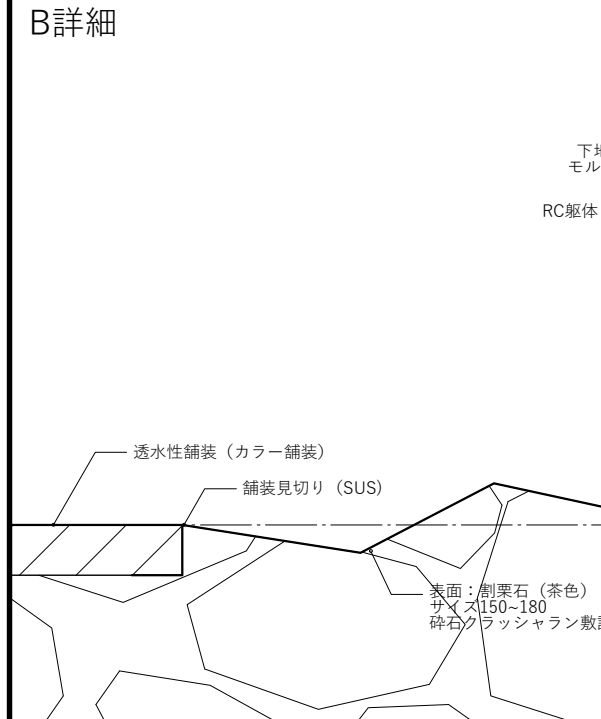 B詳細
下地
モル
RC躯体
透水性舗装（カラー舗装）
舗装見切り（SUS）
表面：割栗石（茶色）
サイズ150~180
砕石クラッシャラン敷